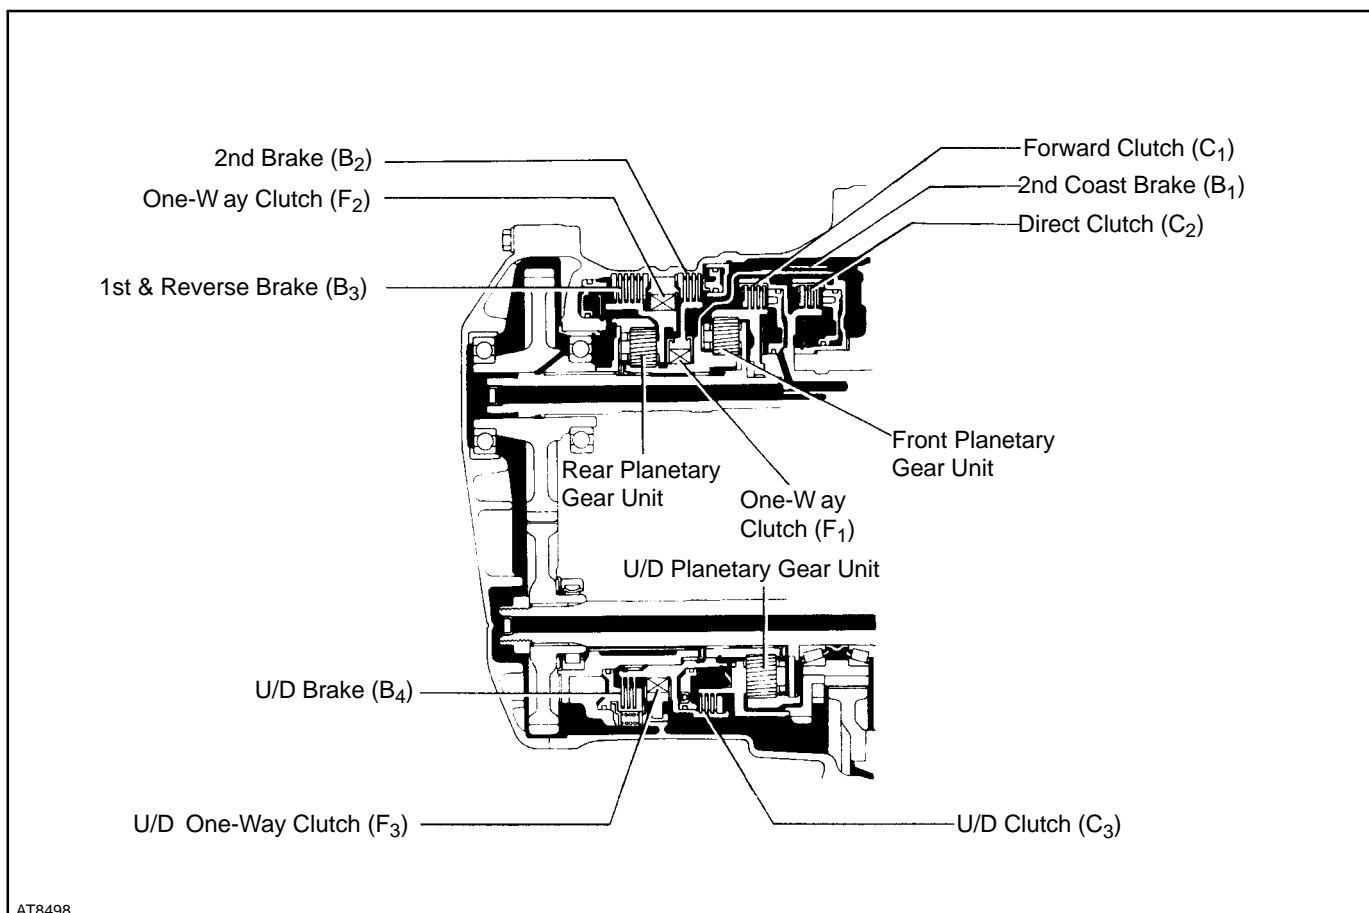 2nd Brake (B2)
One-W ay Clutch (F2)
1st & Reverse Brake (B3)
Forward Clutch (C1)
2nd Coast Brake (B1)
Direct Clutch (C2)
Rear Planetary
Gear Unit
Front Planetary
Gear Unit
One-W ay
Clutch (F1)
U/D Planetary Gear Unit
U/D Brake (B4)
U/D One-Way Clutch (F3)
U/D Clutch (C3)
AT8498